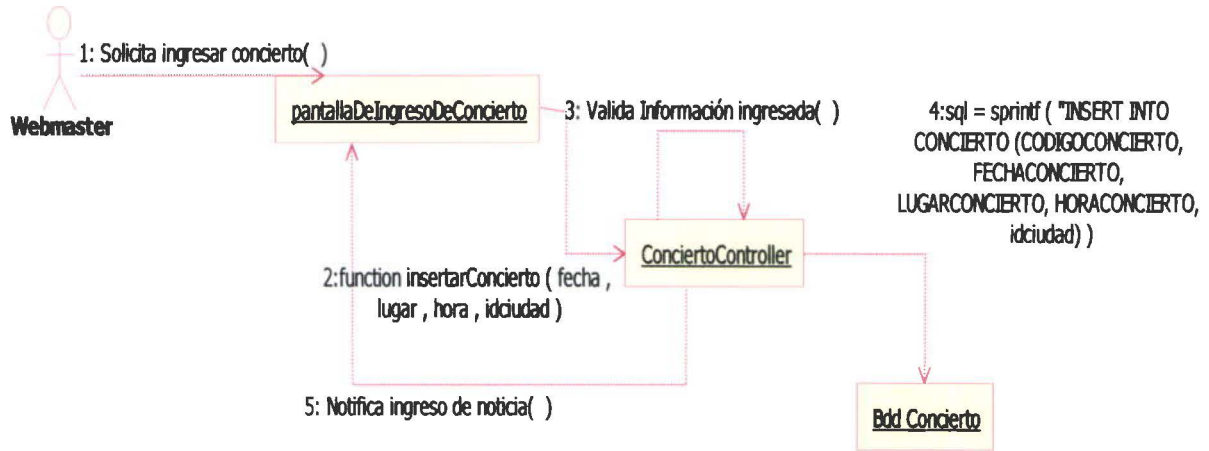 1: Solicita ingresar concierto( )
Webmaster
pantallaDeIngresoDeConcierto
3: Valida Información ingresada( )
4:sql = sprintf ( "INSERT INTO
CONCIERTO (CODIGOCONCIERTO,
FECHACONCIERTO,
LUGARCONCIERTO, HORACONCIERTO,
idciudad) )
ConciertoController
2:function insertarConcierto ( fecha ,
lugar , hora , idciudad )
5: Notifica ingreso de noticia( )
Bdd Concierto